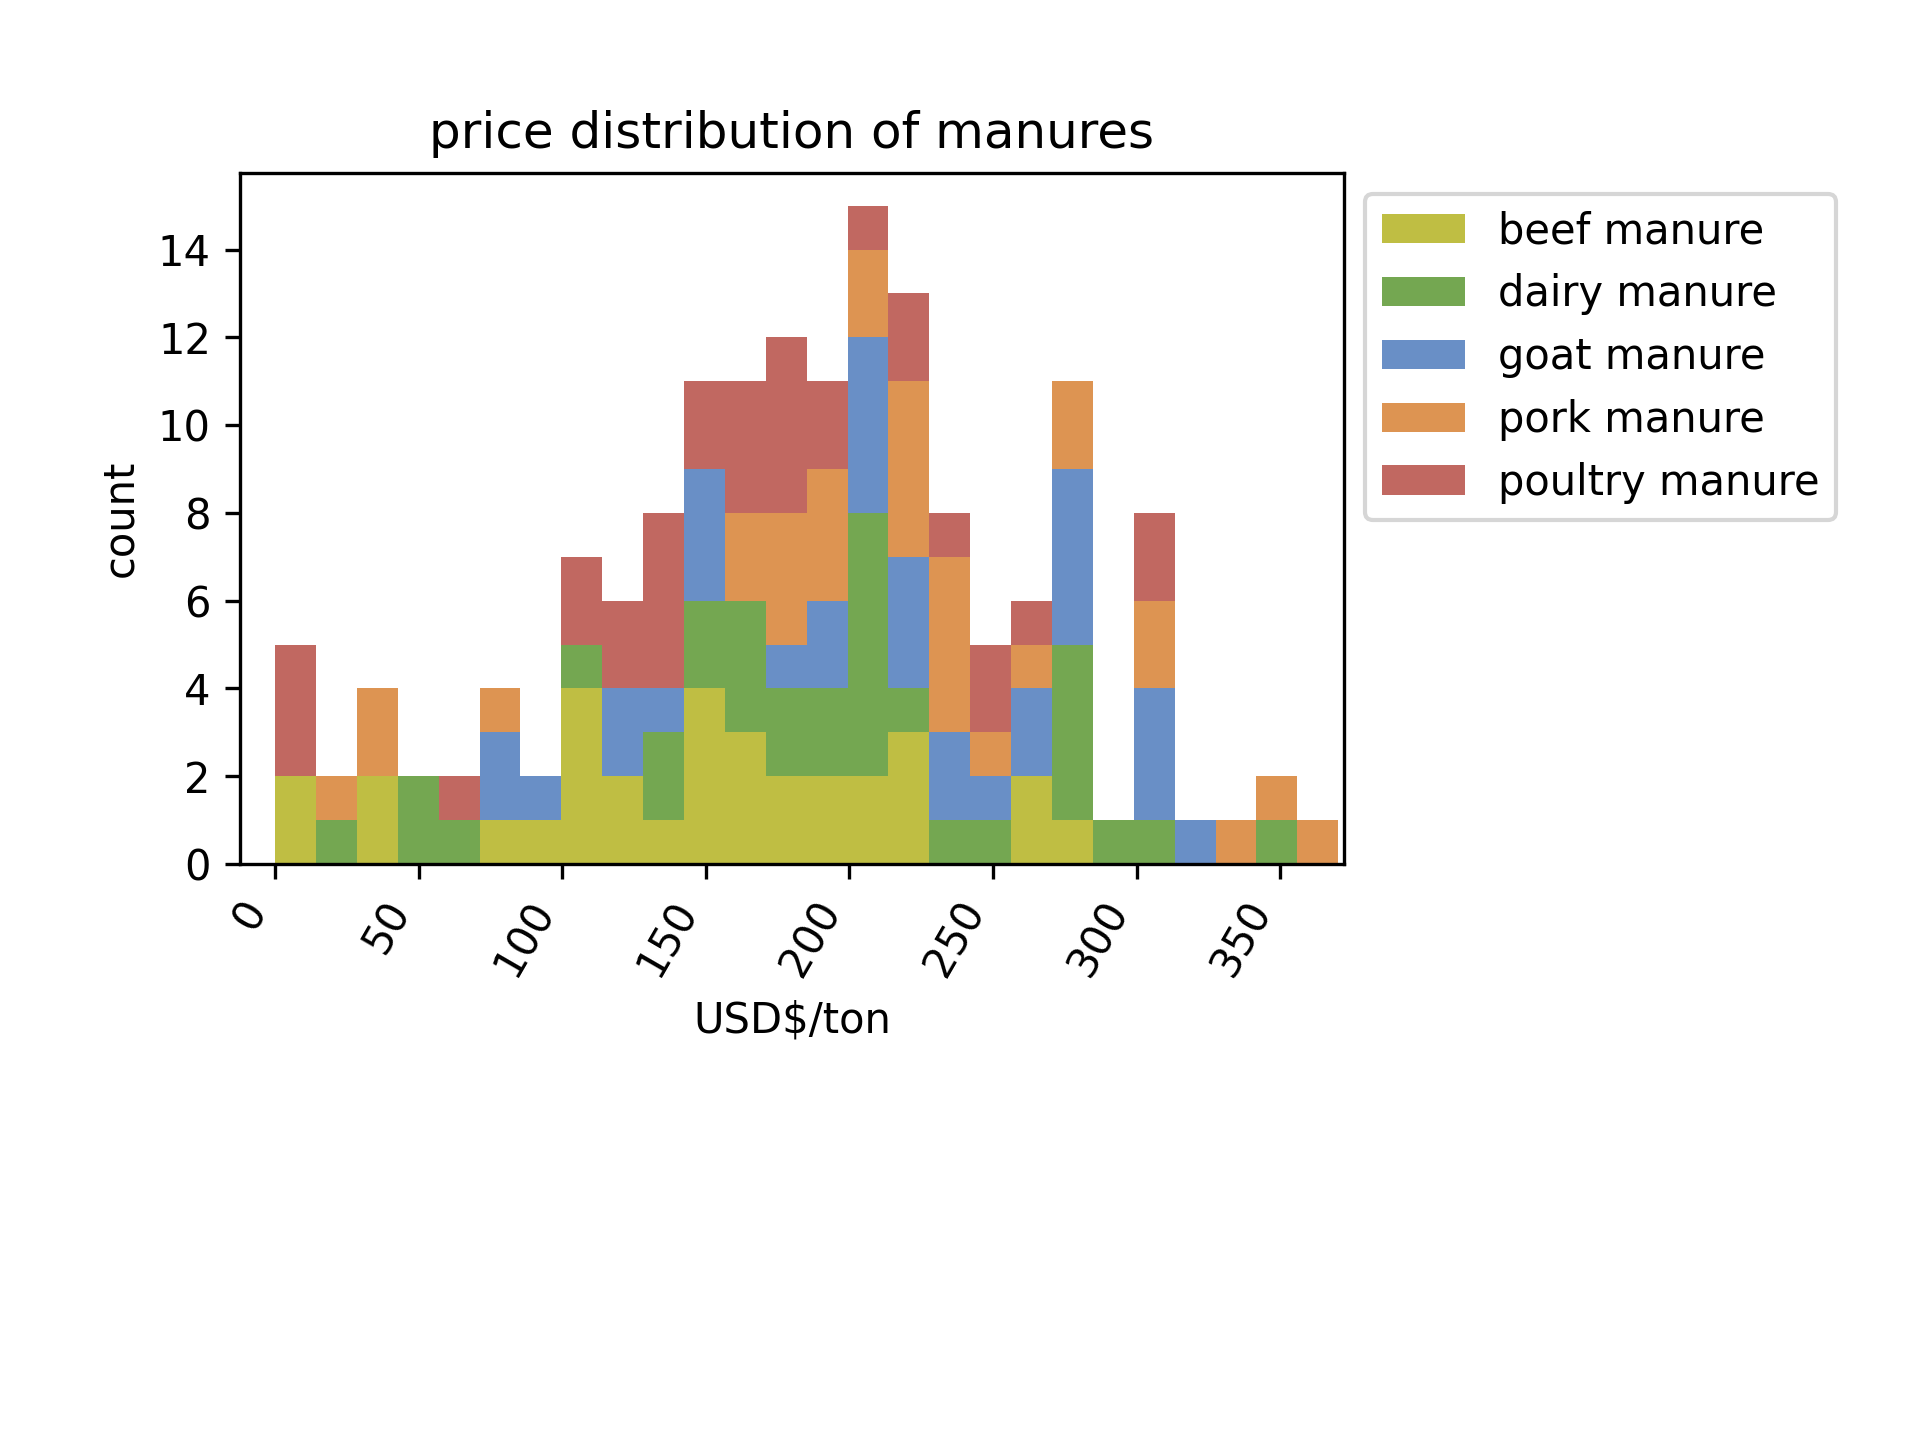 price distribution of manures
14
12
10
8
6
4
2
0
count
0
50
100
150
200
250
300
350
USD$/ton
beef manure
dairy manure
goat manure
pork manure
poultry manure